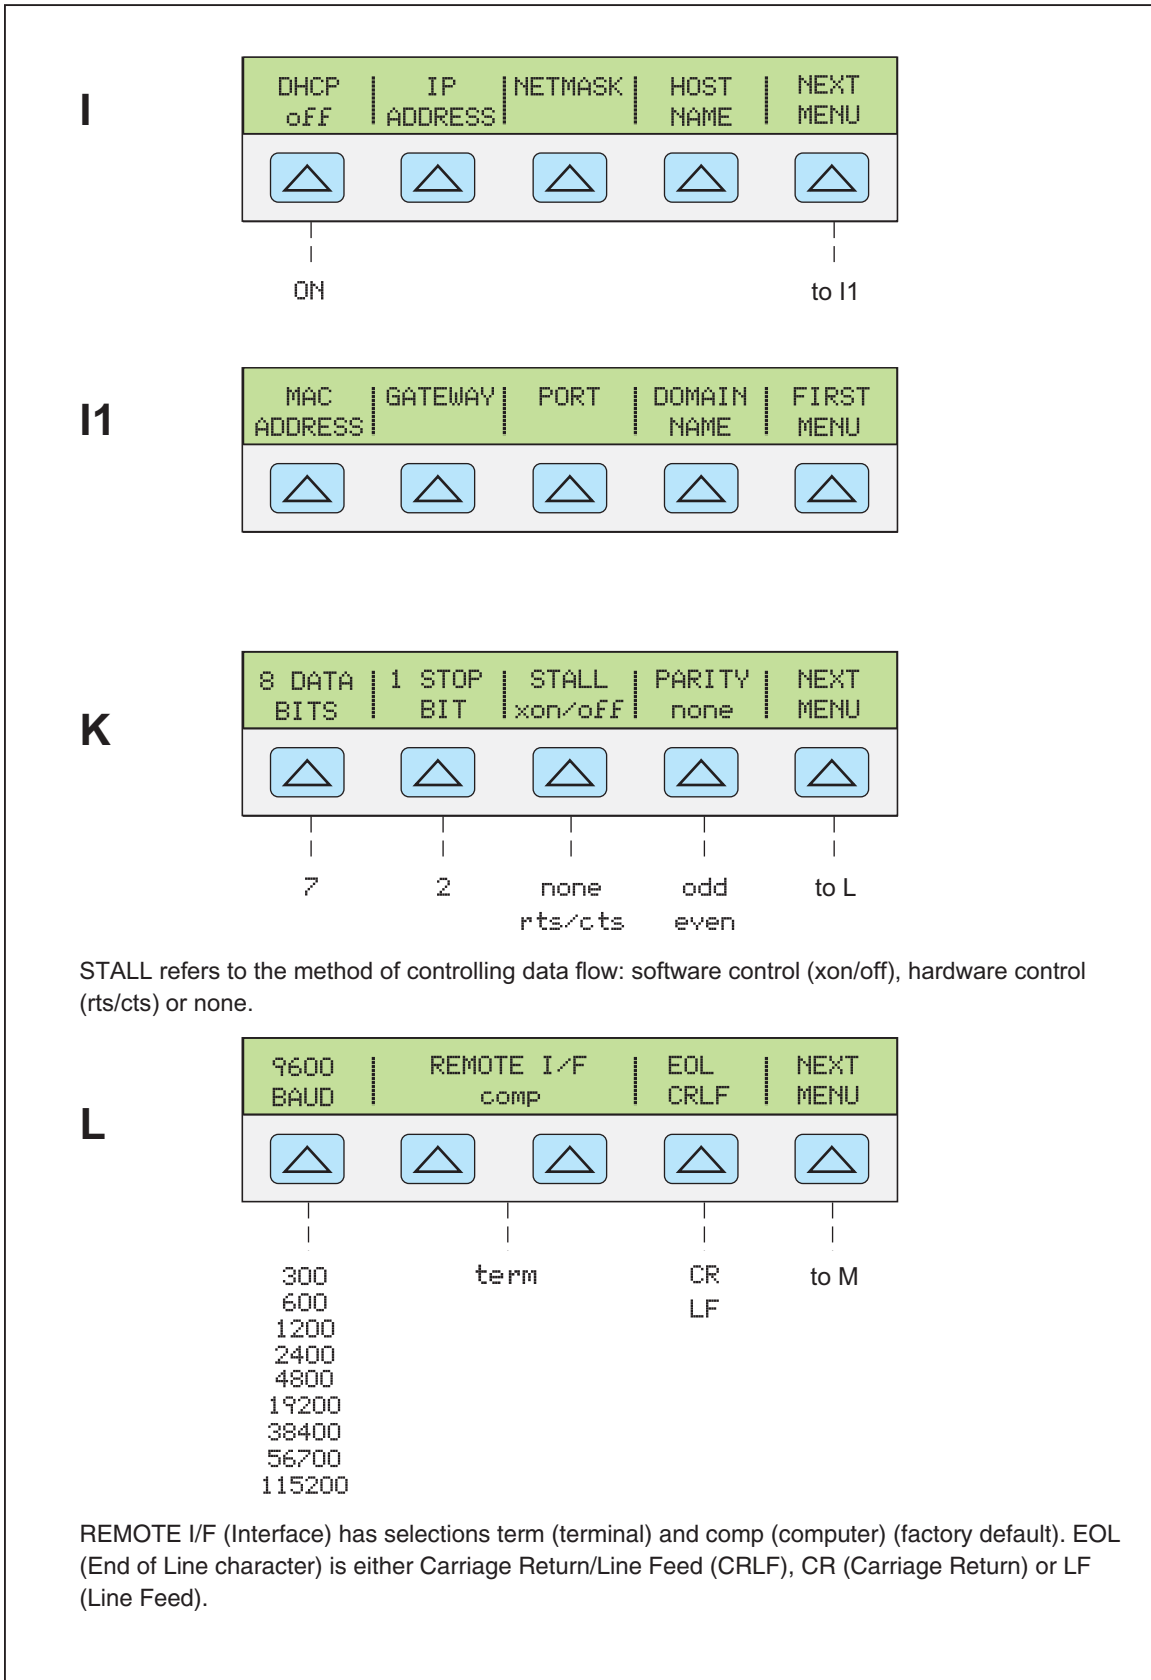 I
DHCP off
IP ADDRESS
NETMASK
HOST NAME
NEXT MENU
ON
to I1
I1
MAC ADDRESS
GATEWAY
PORT
DOMAIN NAME
FIRST MENU
K
8 DATA BITS
1 STOP BIT
STALL xon/off
PARITY none
NEXT MENU
7
2
none
rts/cts
odd
even
to L
STALL refers to the method of controlling data flow: software control (xon/off), hardware control
(rts/cts) or none.
L
9600 BAUD
REMOTE I/F comp
EOL CRLF
NEXT MENU
300
600
1200
2400
4800
19200
38400
56700
115200
term
CR
LF
to M
REMOTE I/F (Interface) has selections term (terminal) and comp (computer) (factory default). EOL
(End of Line character) is either Carriage Return/Line Feed (CRLF), CR (Carriage Return) or LF
(Line Feed).